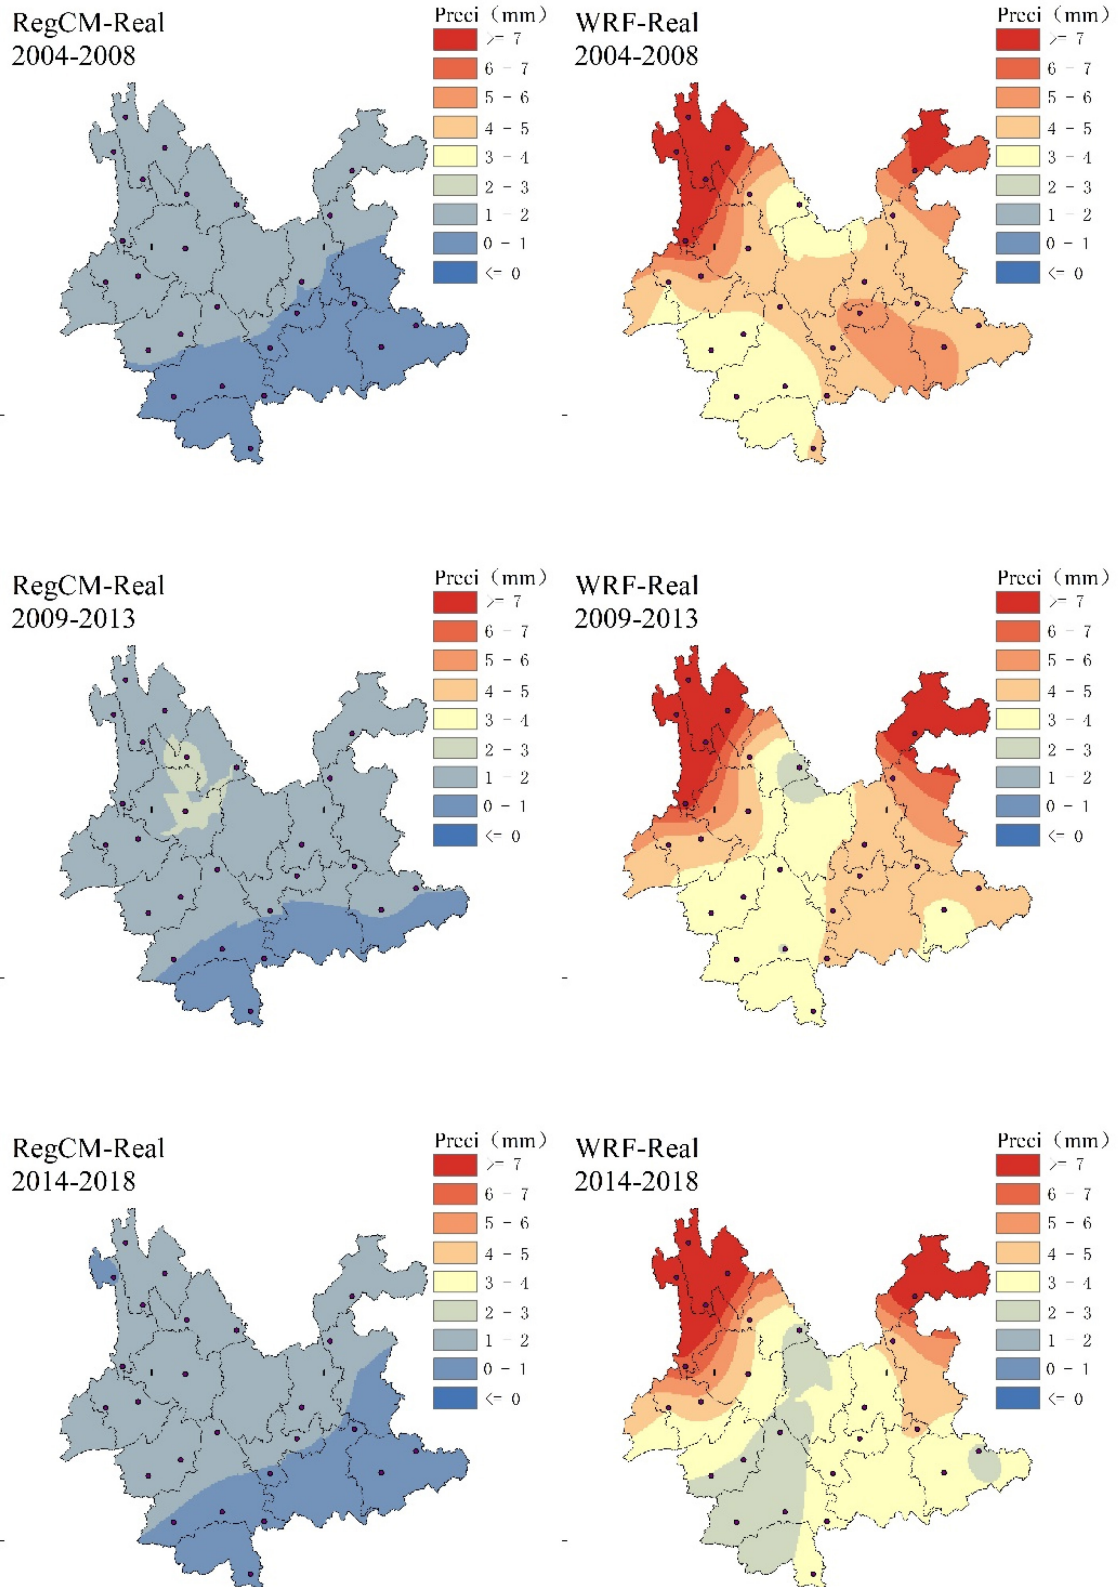 RegCM-Real
2004-2008
Preci (mm)
>= 7
6 - 7
5 - 6
4 - 5
3 - 4
2 - 3
1 - 2
0 - 1
<= 0
WRF-Real
2004-2008
Preci (mm)
>= 7
6 - 7
5 - 6
4 - 5
3 - 4
2 - 3
1 - 2
0 - 1
<= 0
RegCM-Real
2009-2013
Preci (mm)
>= 7
6 - 7
5 - 6
4 - 5
3 - 4
2 - 3
1 - 2
0 - 1
<= 0
WRF-Real
2009-2013
Preci (mm)
>= 7
6 - 7
5 - 6
4 - 5
3 - 4
2 - 3
1 - 2
0 - 1
<= 0
RegCM-Real
2014-2018
Preci (mm)
>= 7
6 - 7
5 - 6
4 - 5
3 - 4
2 - 3
1 - 2
0 - 1
<= 0
WRF-Real
2014-2018
Preci (mm)
>= 7
6 - 7
5 - 6
4 - 5
3 - 4
2 - 3
1 - 2
0 - 1
<= 0